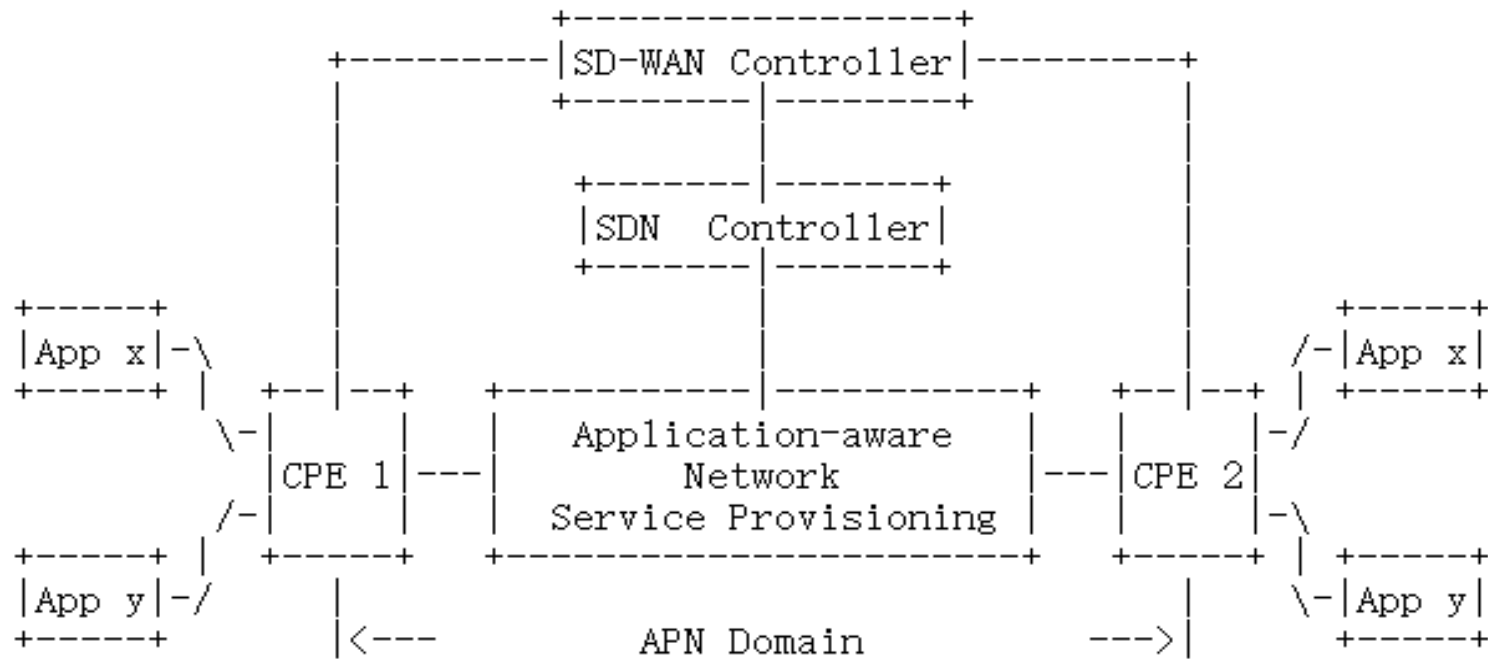 SD-WAN Controller
SDN Controller
App x
App x
Application-aware
CPE 1
Network
CPE 2
Service Provisioning
App y
App y
APN Domain